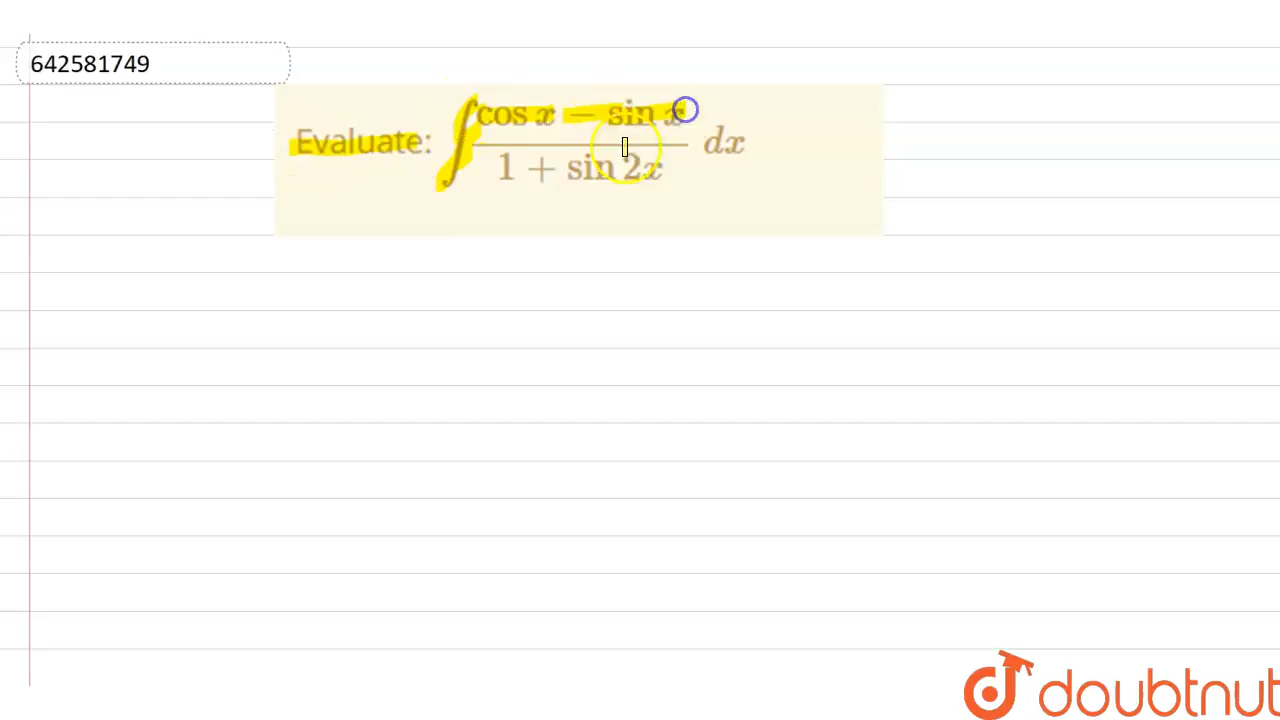 642581749
Evaluate: ∫ (cos x − sin x)/(1 + sin 2x) dx
doubtnut